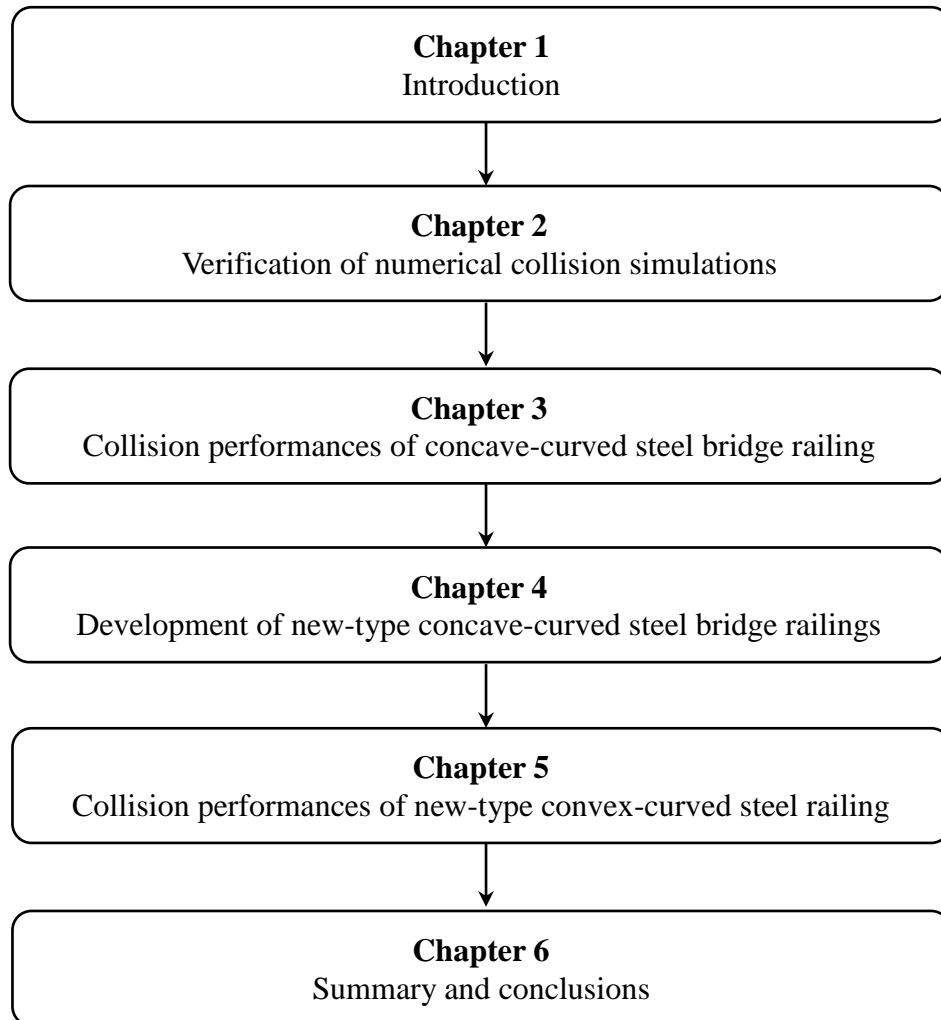 Chapter 1
Introduction
Chapter 2
Verification of numerical collision simulations
Chapter 3
Collision performances of concave-curved steel bridge railing
Chapter 4
Development of new-type concave-curved steel bridge railings
Chapter 5
Collision performances of new-type convex-curved steel railing
Chapter 6
Summary and conclusions